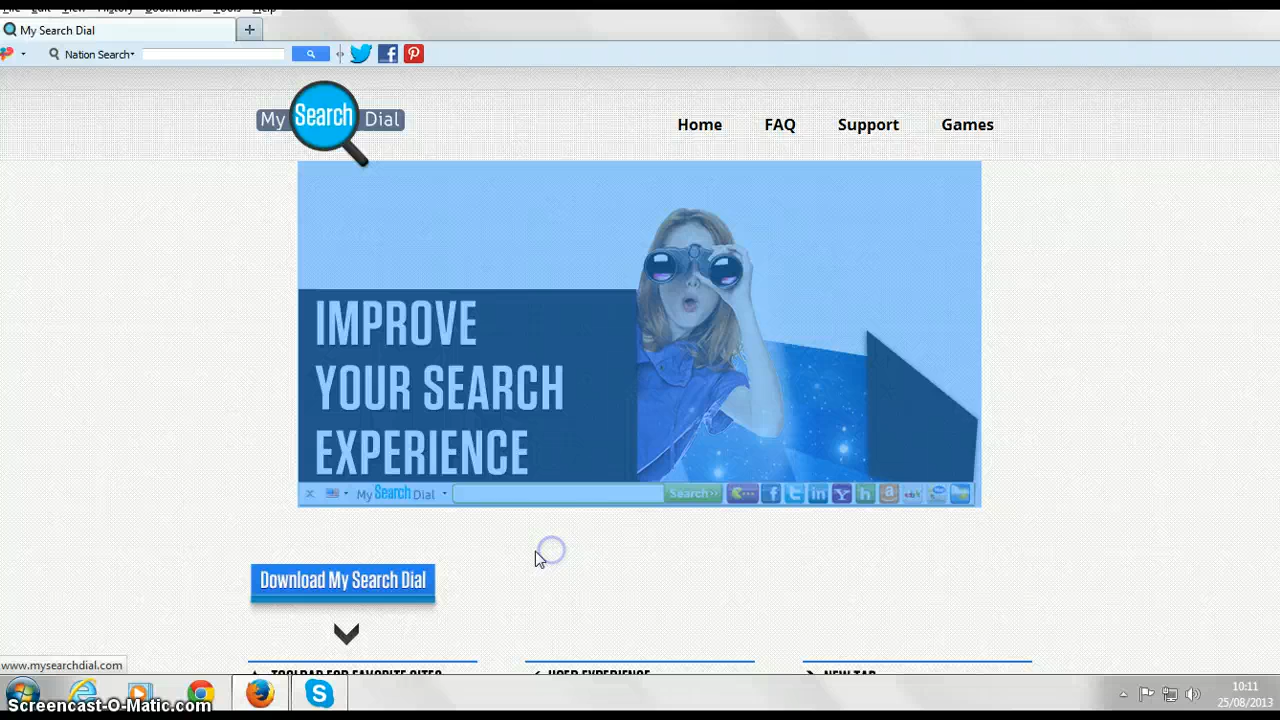 File Edit View History Bookmarks Tools Help
My Search Dial
Nation Search
My Search Dial
Home FAQ Support Games
IMPROVE
YOUR SEARCH
EXPERIENCE
My Search Dial Search>>
Download My Search Dial
www.mysearchdial.com
TOOLBAR FOR FAVORITE SITES USER EXPERIENCE NEW TAB
10:11
25/08/2013
Screencast-O-Matic.com